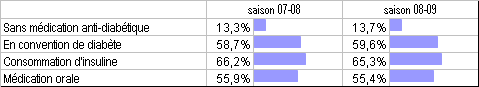 saison 07-08 saison 08-09
Sans médication anti-diabétique 13,3% 13,7%
En convention de diabète 58,7% 59,6%
Consommation d'insuline 66,2% 65,3%
Médication orale 55,9% 55,4%